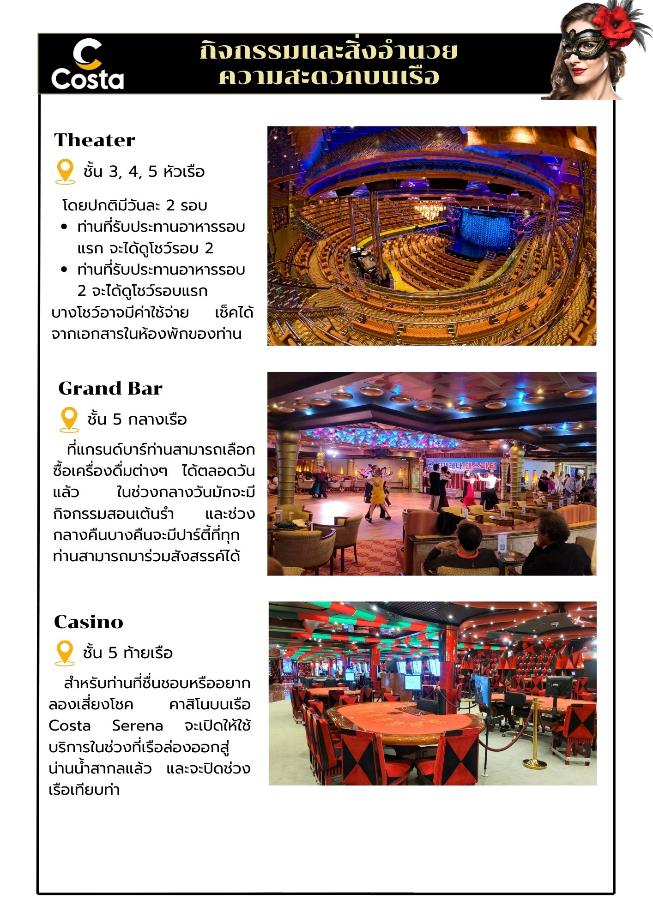 Costa
กิจกรรมและสิ่งอำนวย
ความสะดวกบนเรือ
Theater
ชั้น 3, 4, 5 หัวเรือ
โดยปกติมีวันละ 2 รอบ
• ท่านที่รับประทานอาหารรอบ
แรก จะได้ดูโชว์รอบ 2
• ท่านที่รับประทานอาหารรอบ
2 จะได้ดูโชว์รอบแรก
บางโชว์อาจมีค่าใช้จ่าย เช็คได้
จากเอกสารในห้องพักของท่าน
Grand Bar
ชั้น 5 กลางเรือ
ที่แกรนด์บาร์ท่านสามารถเลือก
ซื้อเครื่องดื่มต่างๆ ได้ตลอดวัน
แล้ว ในช่วงกลางวันมักจะมี
กิจกรรมสอนเต้นรำ และช่วง
กลางคืนบางคืนจะมีปาร์ตี้ที่ทุก
ท่านสามารถมาร่วมสังสรรค์ได้
Casino
ชั้น 5 ท้ายเรือ
สำหรับท่านที่ชื่นชอบหรืออยาก
ลองเสี่ยงโชค คาสิโนบนเรือ
Costa Serena จะเปิดให้ใช้
บริการในช่วงที่เรือล่องออกสู่
น่านน้ำสากลแล้ว และจะปิดช่วง
เรือเทียบท่า